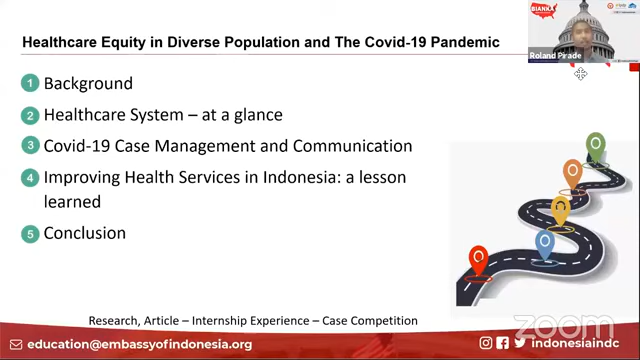 Healthcare Equity in Diverse Population and The Covid-19 Pandemic
BIANKA
Roland Pirade
1 Background
2 Healthcare System – at a glance
3 Covid-19 Case Management and Communication
4 Improving Health Services in Indonesia: a lesson
learned
5 Conclusion
Research, Article – Internship Experience – Case Competition
zoom
education@embassyofindonesia.org
indonesiaindc